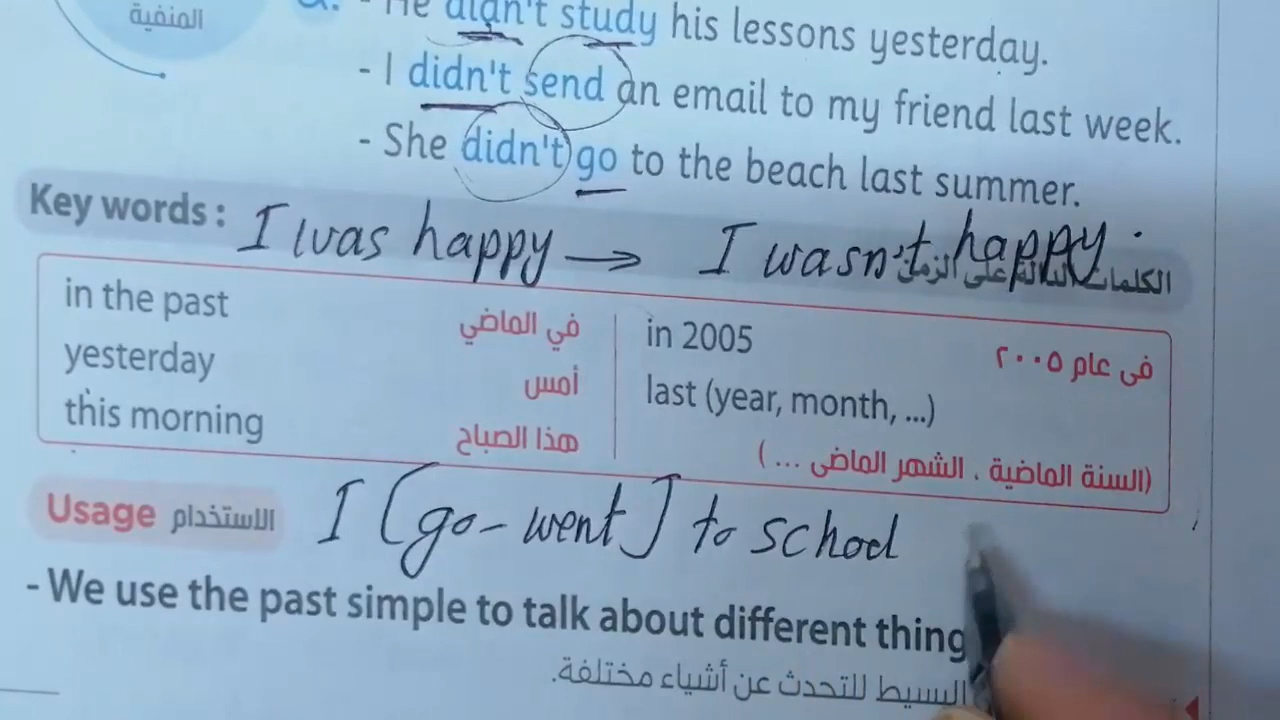 المنفية
- He didn't study his lessons yesterday.
- I didn't send an email to my friend last week.
- She didn't go to the beach last summer.
Key words : I was happy → I wasn't happy.
الكلمات على
in the past في الماضي
in 2005 فى عام ٢٠٠٥
yesterday أمس
last (year, month, ...)
this morning هذا الصباح
(السنة الماضية ، الشهر الماضى ... )
Usage الاستخدام I (go - went) to school
- We use the past simple to talk about different thing
البسيط للتحدث عن أشياء مختلفة.